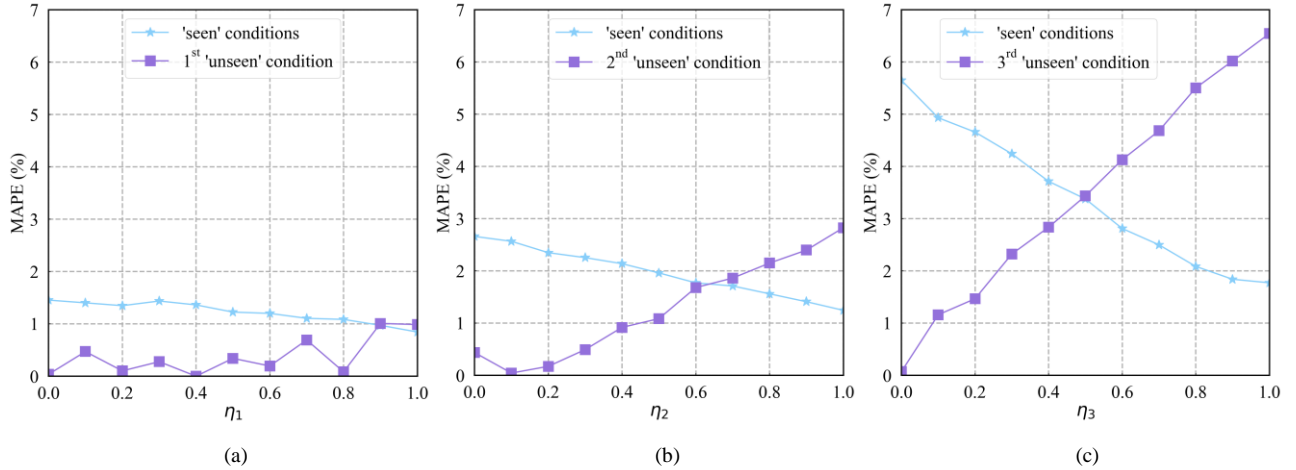 7
6
5
4
3
2
1
0
MAPE (%)
'seen' conditions
1st 'unseen' condition
0.0 0.2 0.4 0.6 0.8 1.0
η1
(a)
7
6
5
4
3
2
1
0
MAPE (%)
'seen' conditions
2nd 'unseen' condition
0.0 0.2 0.4 0.6 0.8 1.0
η2
(b)
7
6
5
4
3
2
1
0
MAPE (%)
'seen' conditions
3rd 'unseen' condition
0.0 0.2 0.4 0.6 0.8 1.0
η3
(c)